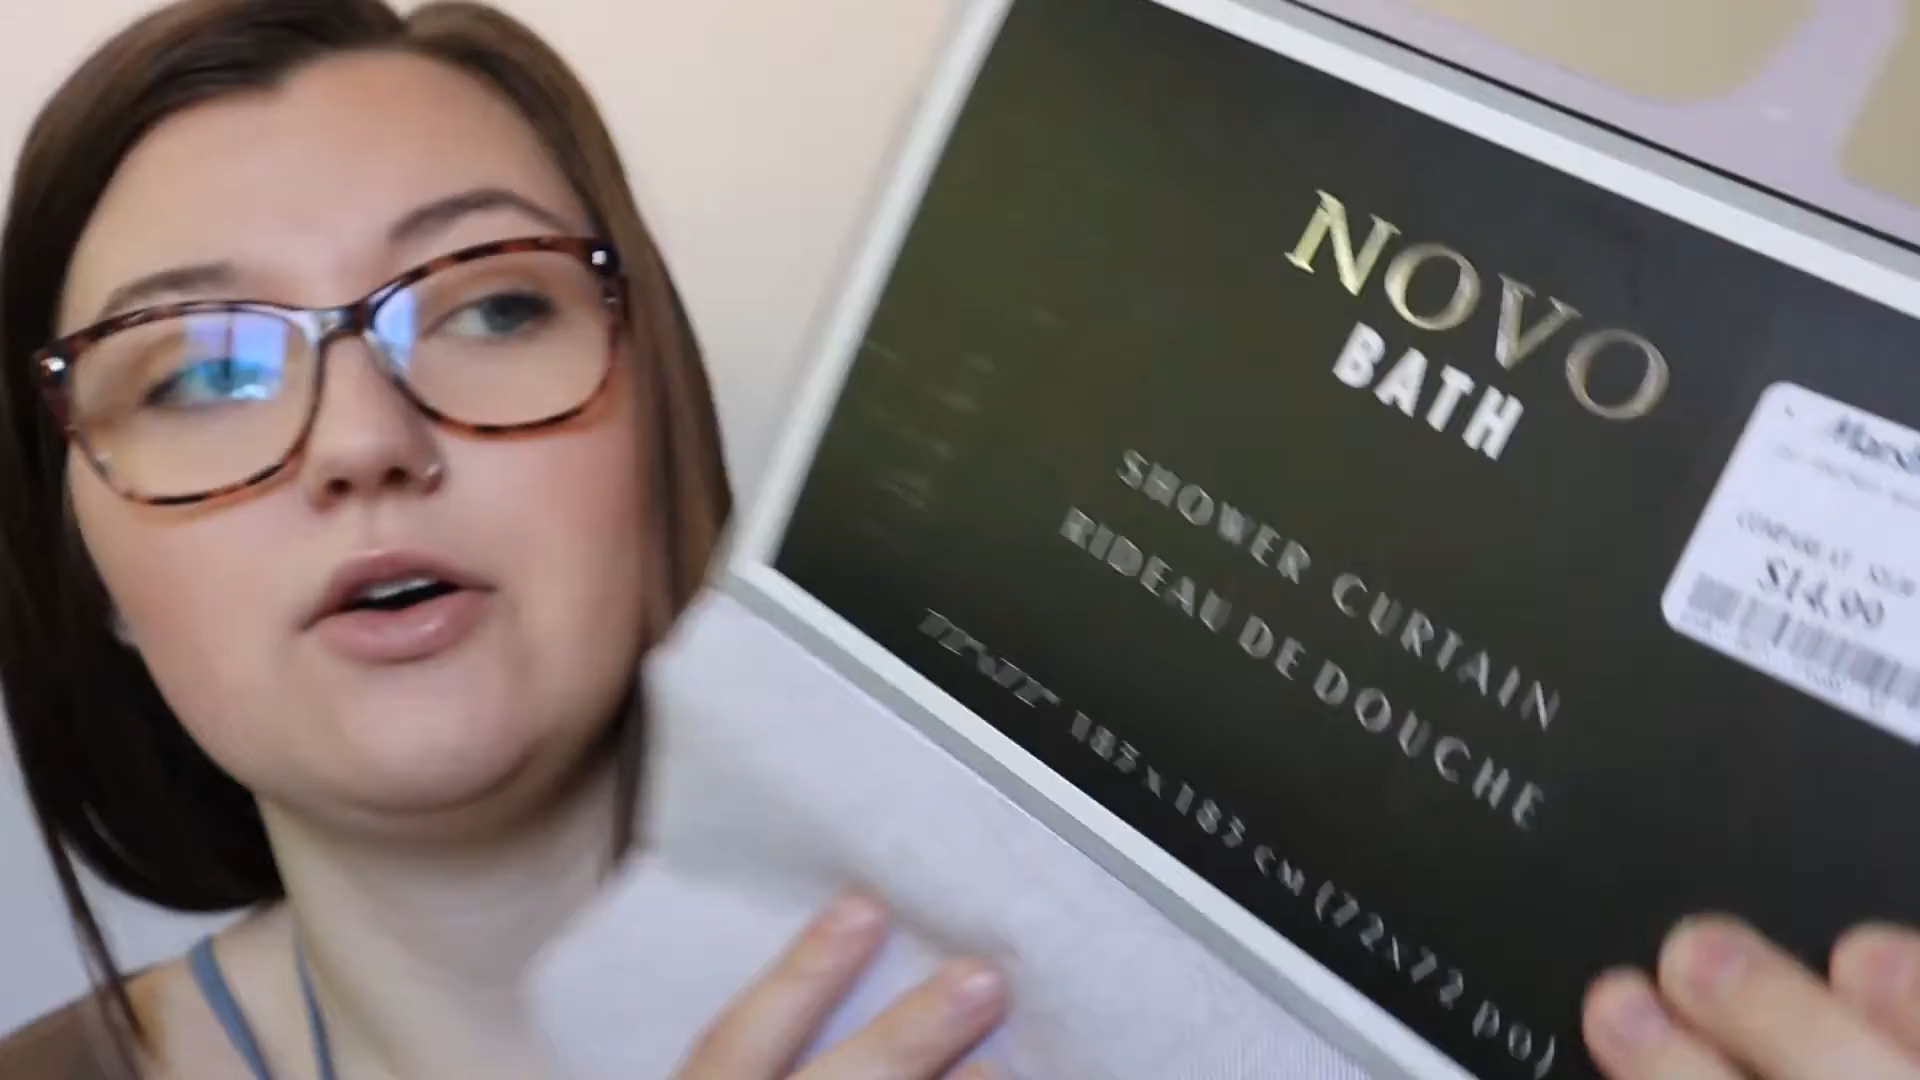 NOVO
BATH
SHOWER CURTAIN
RIDEAU DE DOUCHE
183 x 183 CM (72x72 PO)
$14.99